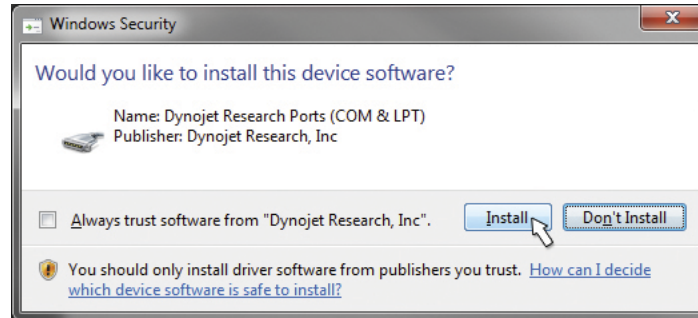 Windows Security
Would you like to install this device software?
Name: Dynojet Research Ports (COM & LPT)
Publisher: Dynojet Research, Inc
Always trust software from "Dynojet Research, Inc". Install Don't Install
You should only install driver software from publishers you trust. How can I decide
which device software is safe to install?